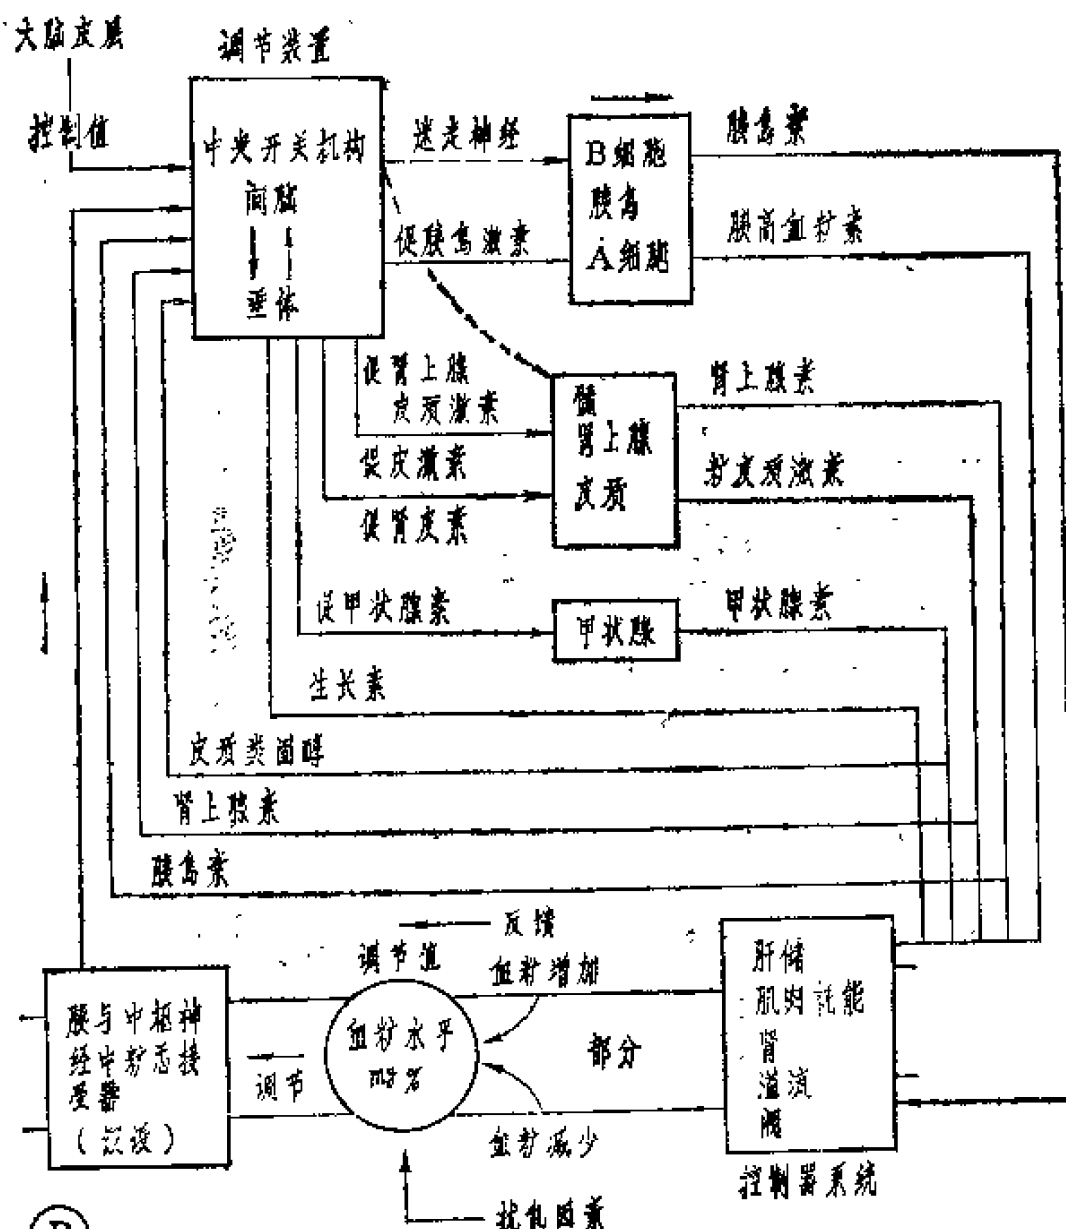 大脑皮层
调节装置
控制值
中央开关机构
间脑
垂体
迷走神经
促胰岛激素
B细胞
胰岛
A细胞
胰岛素
胰高血糖素
促肾上腺
皮质激素
促皮激素
促肾皮素
髓
肾上腺
皮质
肾上腺素
糖皮质激素
促甲状腺素
甲状腺
甲状腺素
生长素
皮质类固醇
肾上腺素
胰岛素
反馈
调节值
血糖增加
血糖水平
mg%
调节
部分
血糖减少
扰乱因素
胰与中枢神
经中糖感接
受器
(假设)
肝储
肌肉耗能
肾
溢流
阀
控制器系统
B